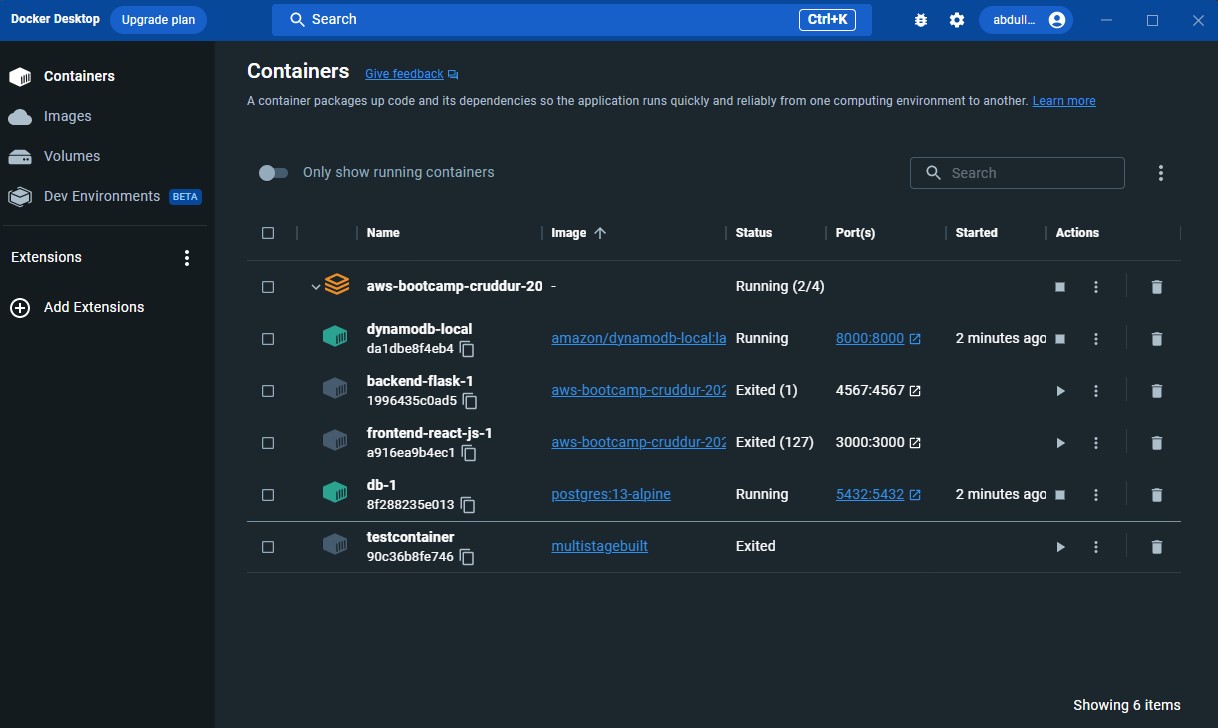 Docker Desktop Upgrade plan Search Ctrl+K abdull...
Containers
Images
Volumes
Dev Environments BETA
Extensions
Add Extensions
Containers Give feedback
A container packages up code and its dependencies so the application runs quickly and reliably from one computing environment to another. Learn more
Only show running containers Search
Name Image Status Port(s) Started Actions
aws-bootcamp-cruddur-20 - Running (2/4)
dynamodb-local
da1dbe8f4eb4 amazon/dynamodb-local:la Running 8000:8000 2 minutes ago
backend-flask-1
1996435c0ad5 aws-bootcamp-cruddur-202 Exited (1) 4567:4567
frontend-react-js-1
a916ea9b4ec1 aws-bootcamp-cruddur-202 Exited (127) 3000:3000
db-1
8f288235e013 postgres:13-alpine Running 5432:5432 2 minutes ago
testcontainer
90c36b8fe746 multistagebuilt Exited
Showing 6 items